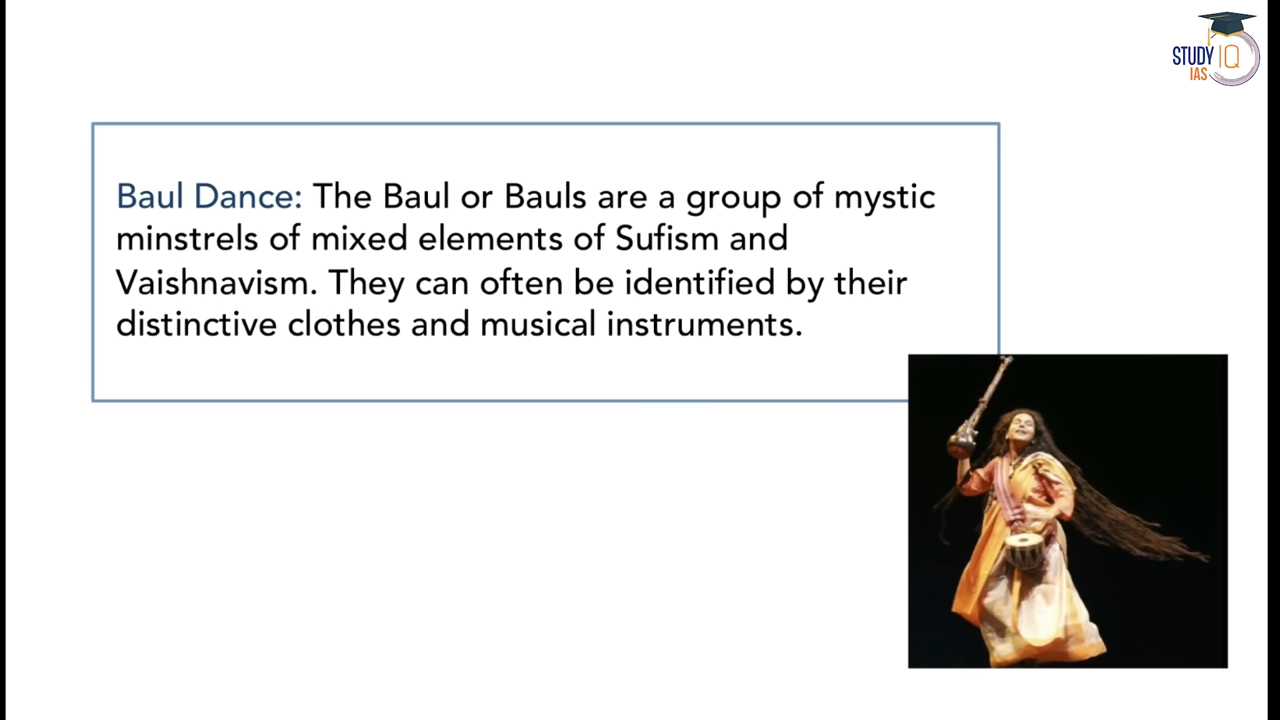 STUDY IQ
IAS
Baul Dance: The Baul or Bauls are a group of mystic
minstrels of mixed elements of Sufism and
Vaishnavism. They can often be identified by their
distinctive clothes and musical instruments.